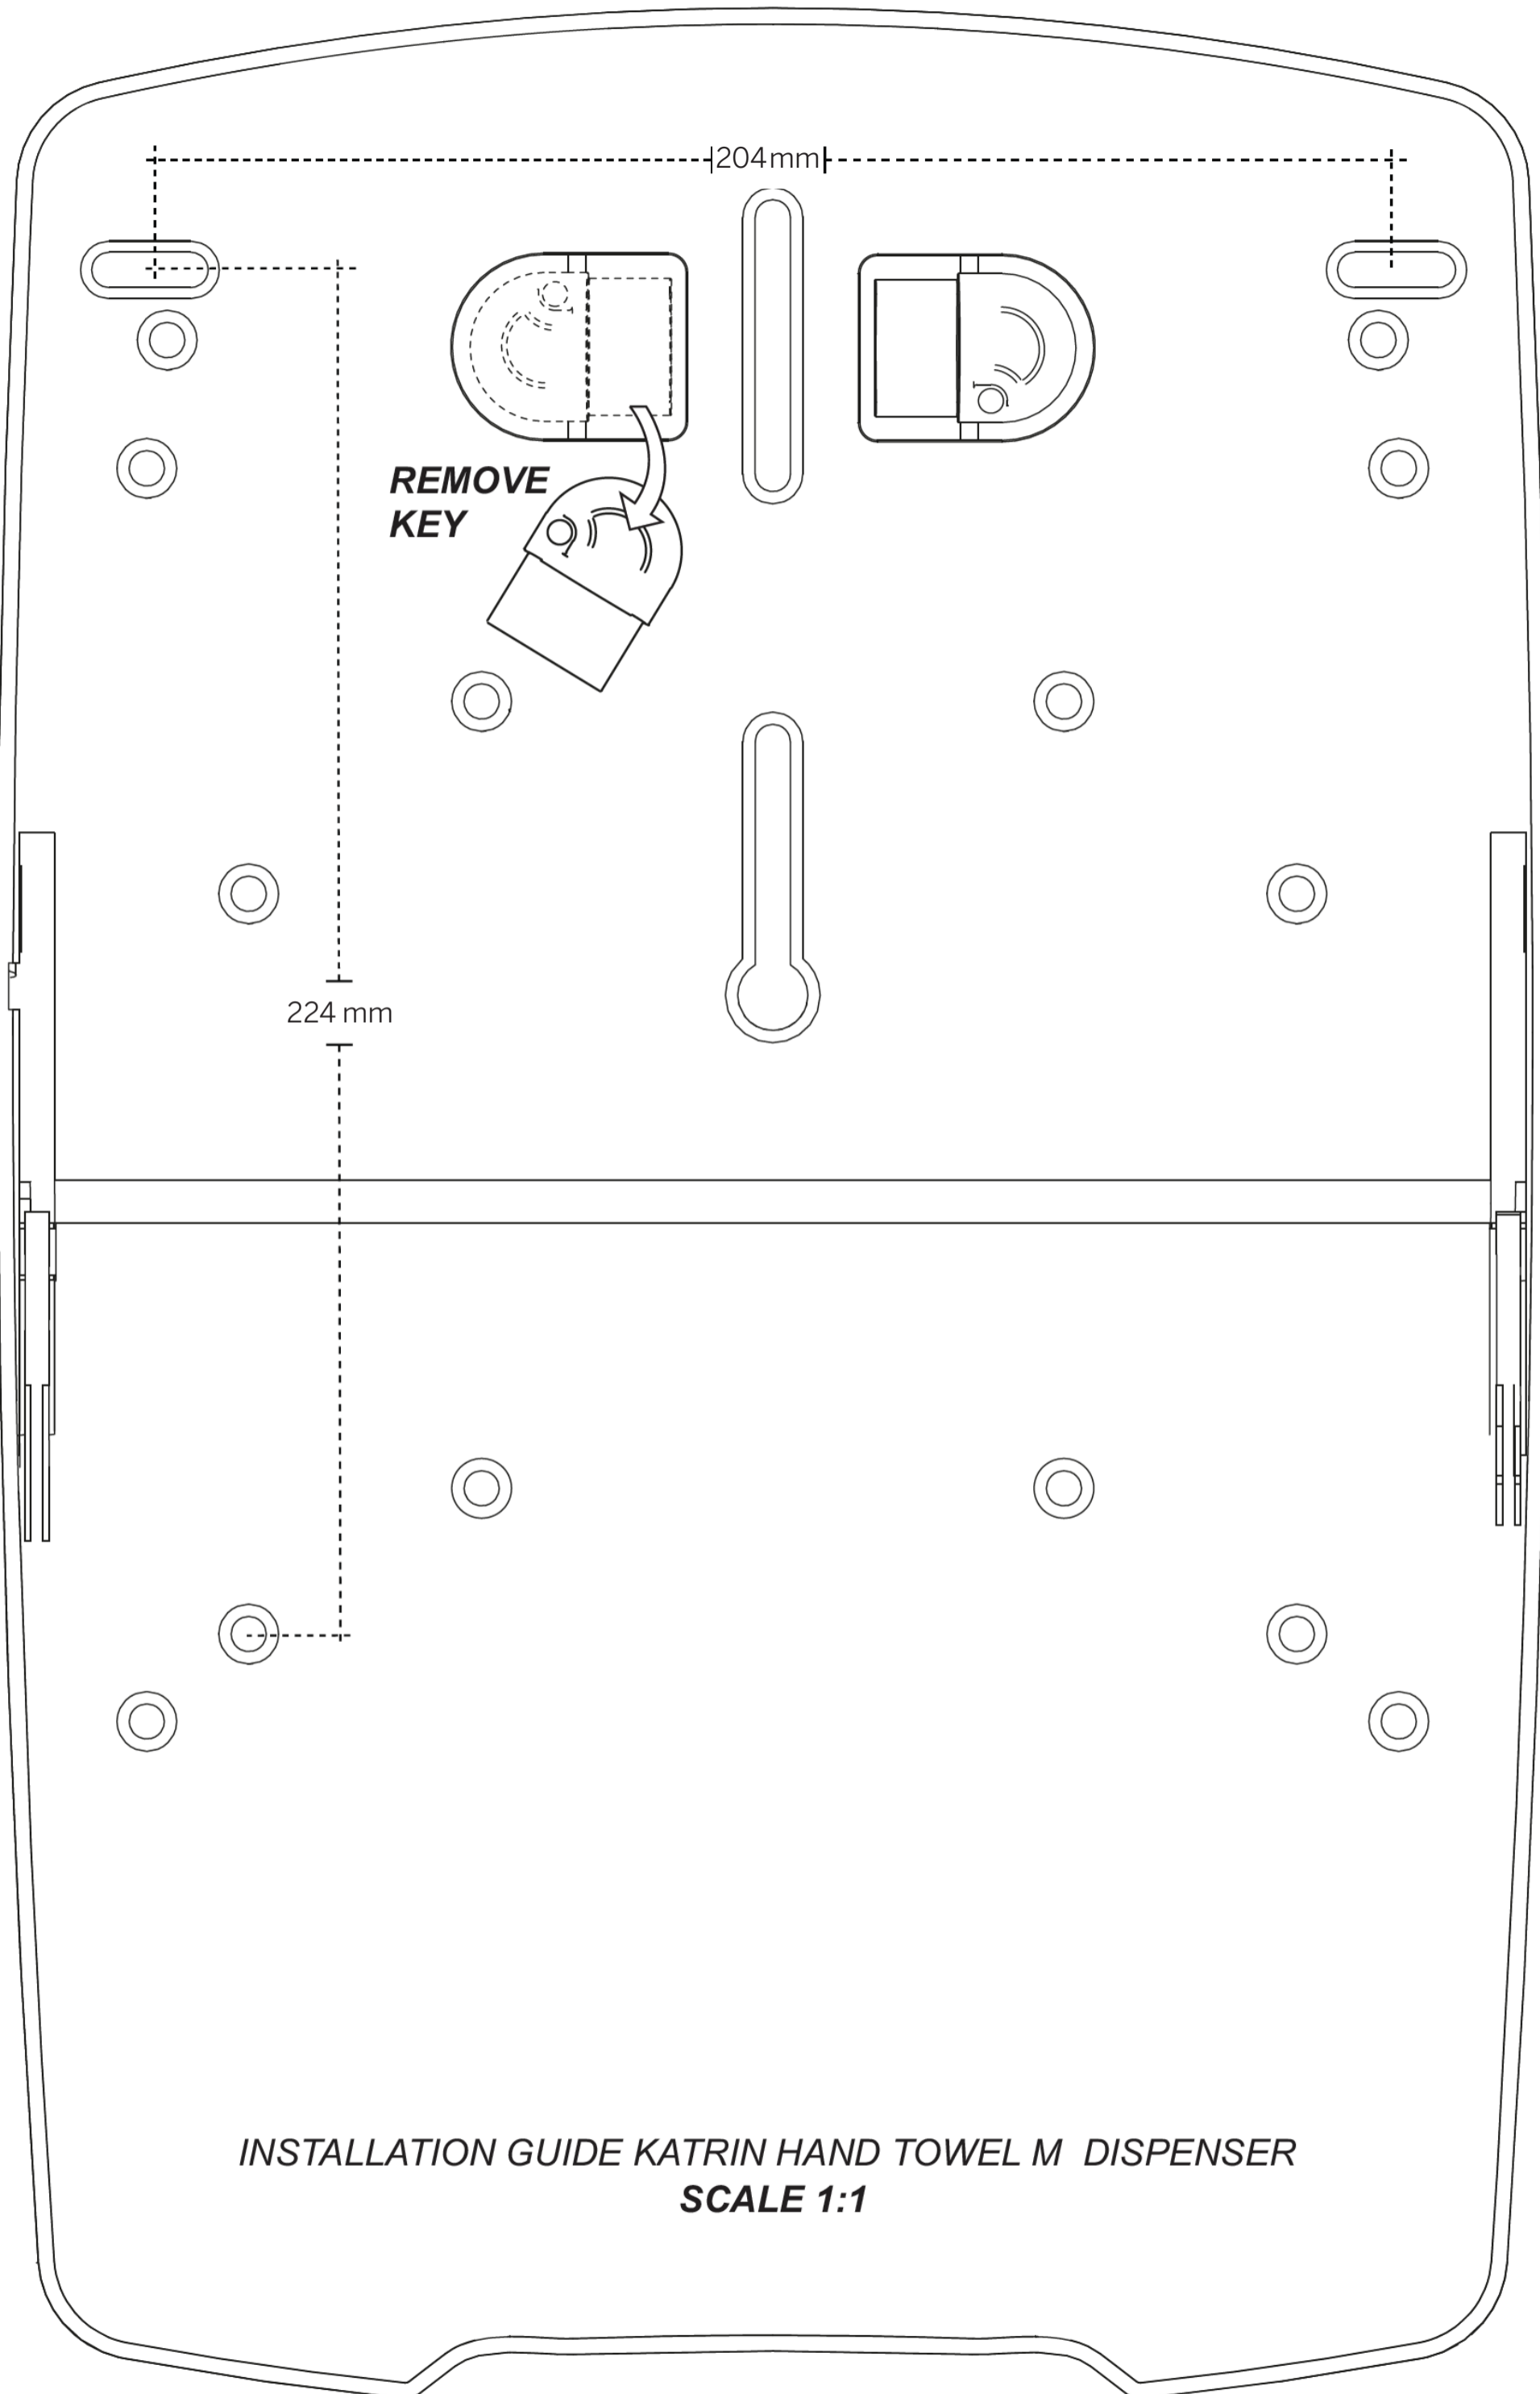 204mm
REMOVE
KEY
224 mm
INSTALLATION GUIDE KATRIN HAND TOWEL M DISPENSER
SCALE 1:1